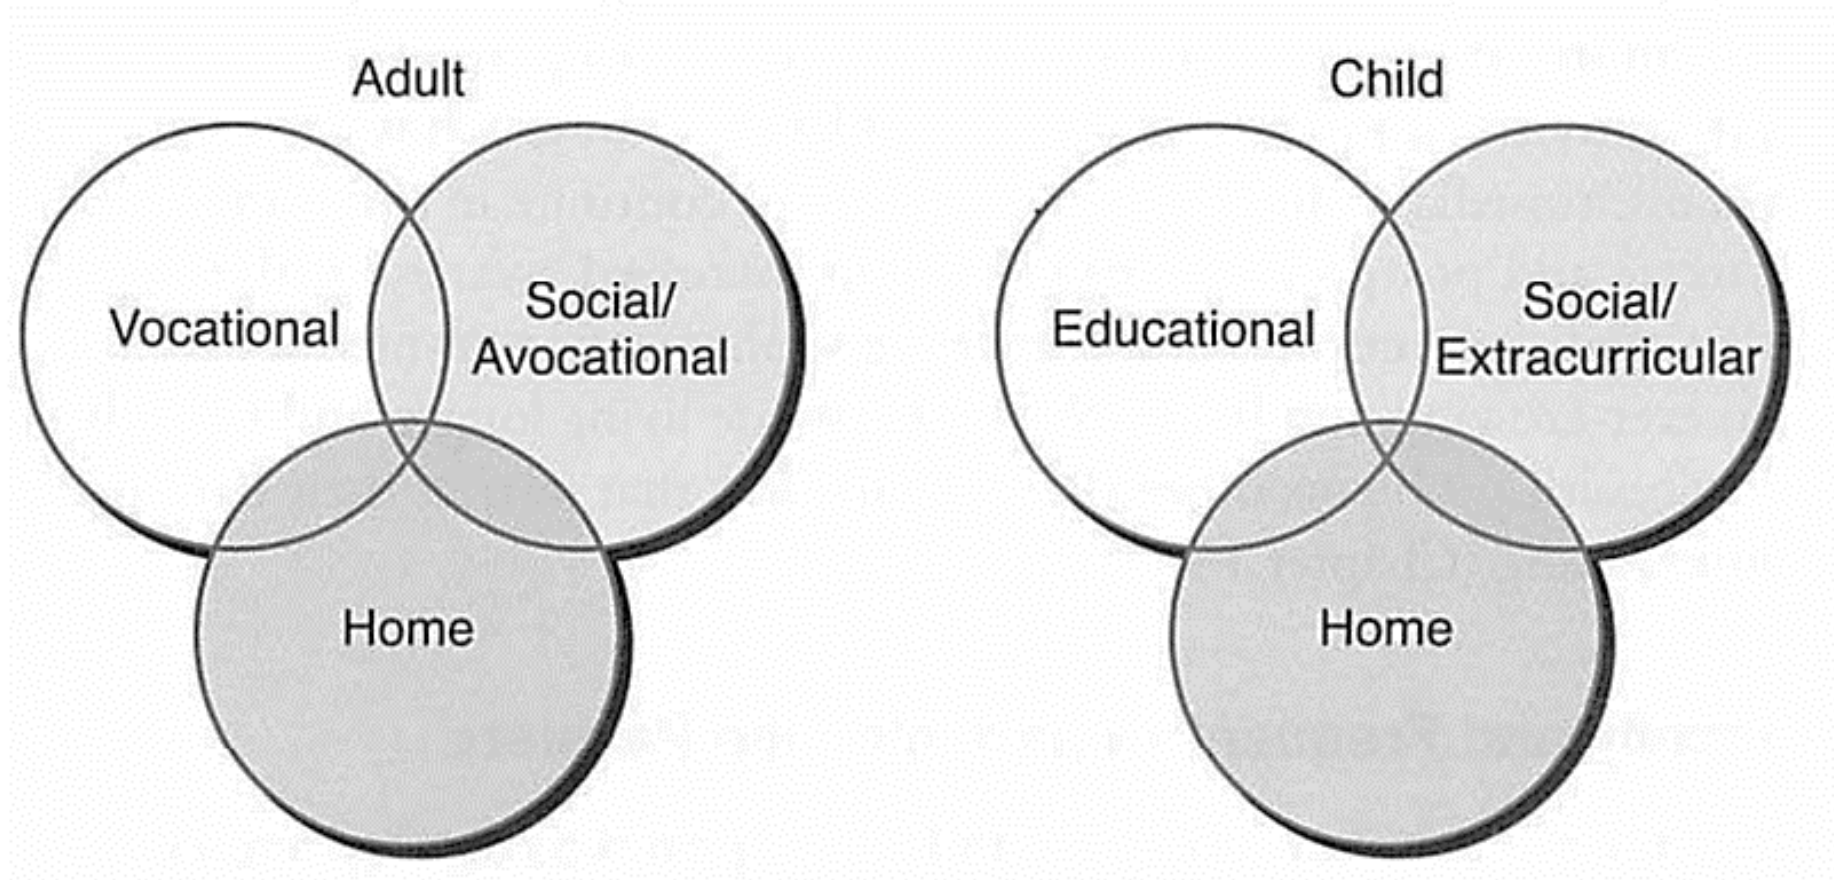 Adult
Vocational
Social/
Avocational
Home
Child
Educational
Social/
Extracurricular
Home